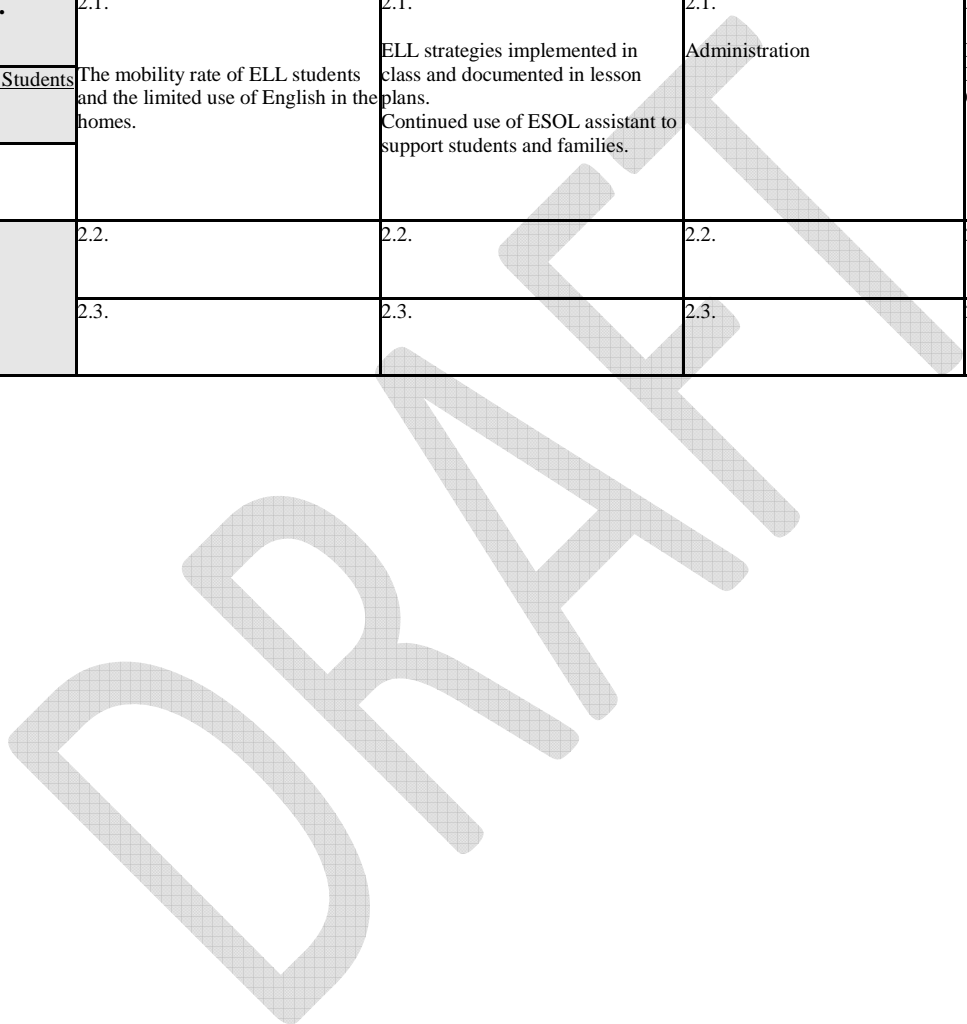 2.1.
2.1.
2.1.
Students
The mobility rate of ELL students
and the limited use of English in the
homes.
ELL strategies implemented in
class and documented in lesson
plans.
Continued use of ESOL assistant to
support students and families.
Administration
2.2.
2.2.
2.2.
2.3.
2.3.
2.3.
DRAFT